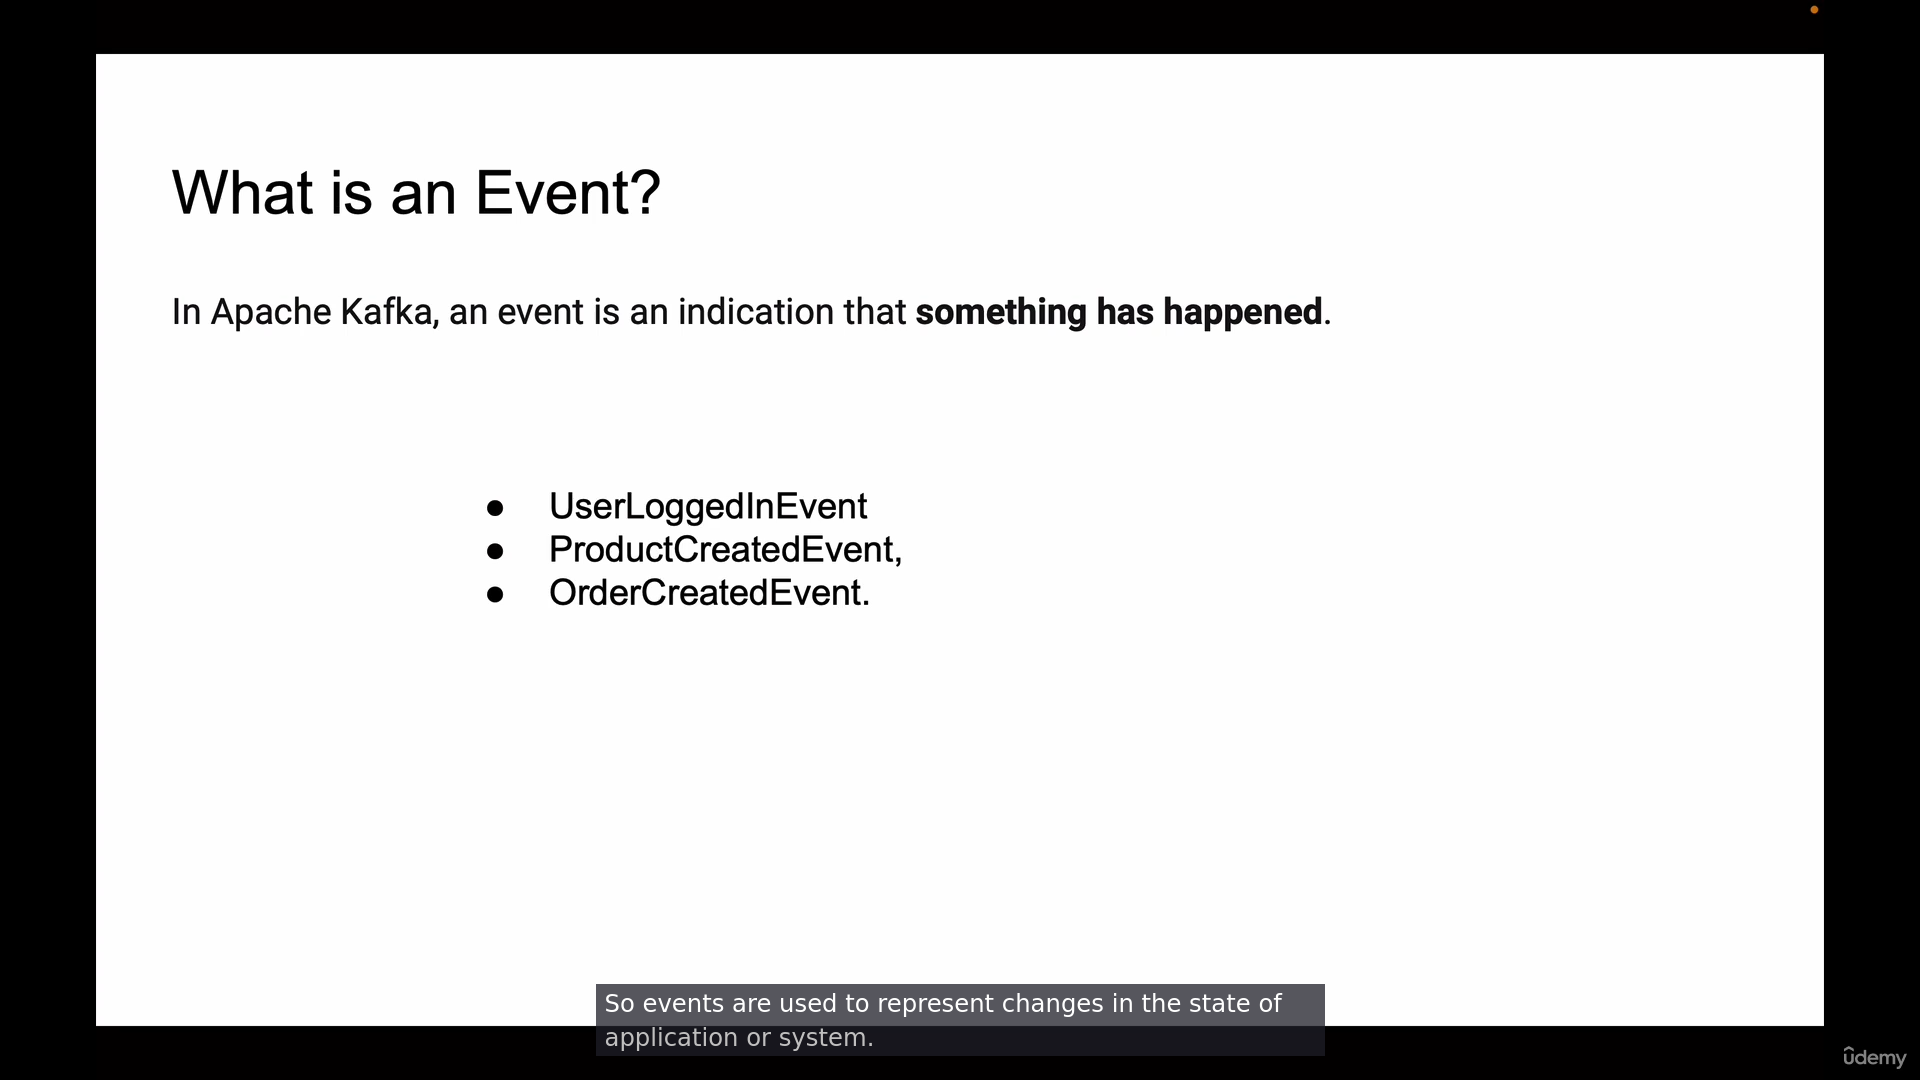 What is an Event?
In Apache Kafka, an event is an indication that something has happened.
● UserLoggedInEvent
● ProductCreatedEvent,
● OrderCreatedEvent.
So events are used to represent changes in the state of
application or system.
ûdemy